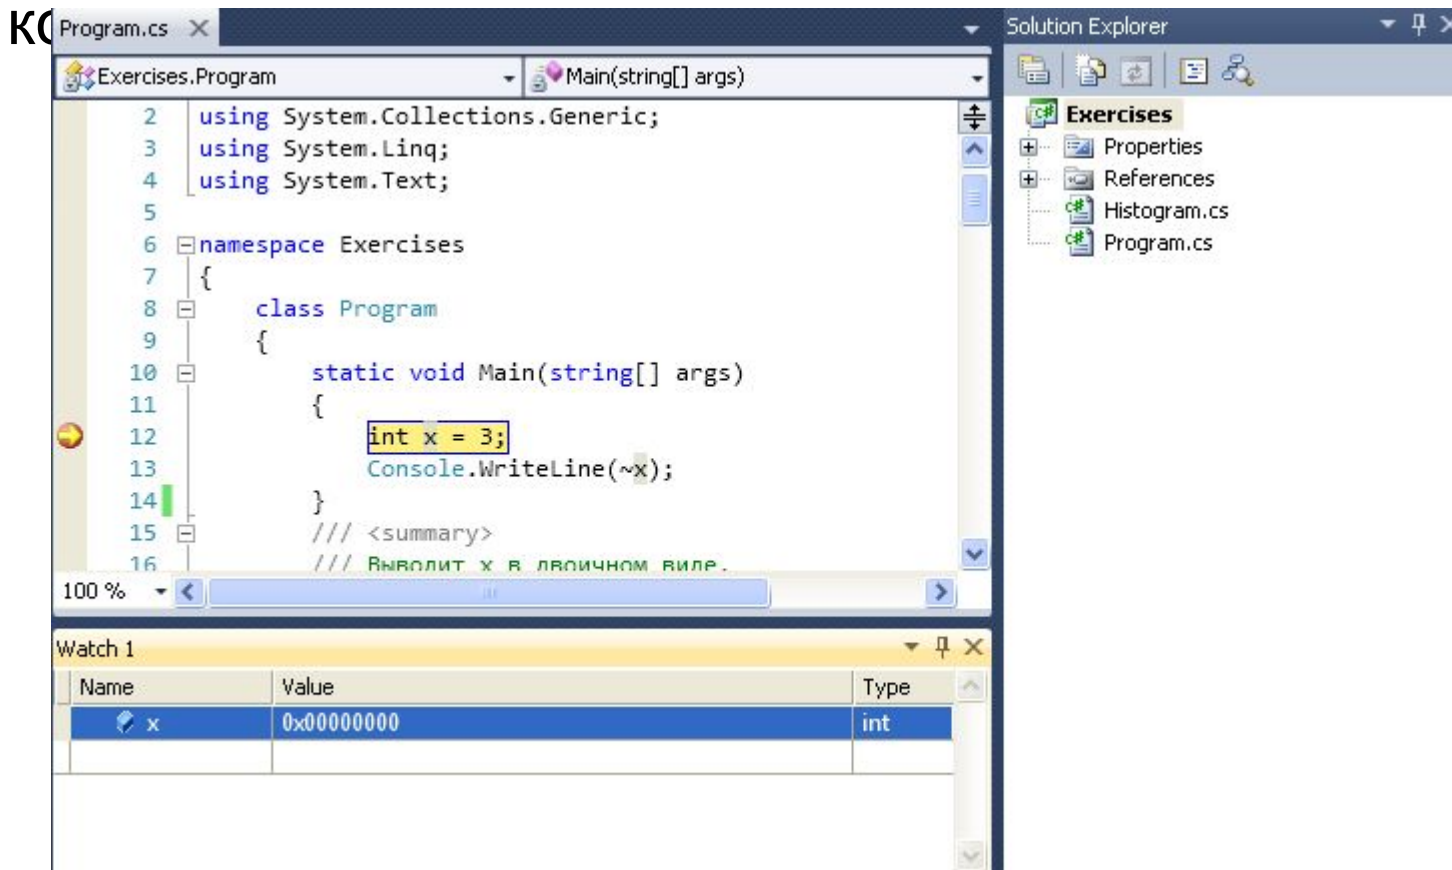 ко
Program.cs
Exercises.Program
Main(string[] args)
2 using System.Collections.Generic;
3 using System.Linq;
4 using System.Text;
5
6 namespace Exercises
7 {
8 class Program
9 {
10 static void Main(string[] args)
11 {
12 int x = 3;
13 Console.WriteLine(~x);
14 }
15 /// <summary>
16 /// Выводит x в двоичном виде.
100 %
Watch 1
Name Value Type
x 0x00000000 int
Solution Explorer
Exercises
Properties
References
Histogram.cs
Program.cs